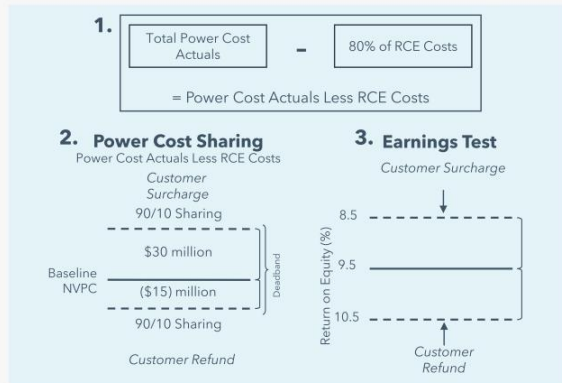 1.
Total Power Cost
Actuals
-
80% of RCE Costs
= Power Cost Actuals Less RCE Costs
2. Power Cost Sharing
Power Cost Actuals Less RCE Costs
Customer
Surcharge
90/10 Sharing
$30 million
Baseline
NVPC
($15) million
90/10 Sharing
Deadband
Customer Refund
3. Earnings Test
Customer Surcharge
Return on Equity (%)
8.5
9.5
10.5
Customer
Refund